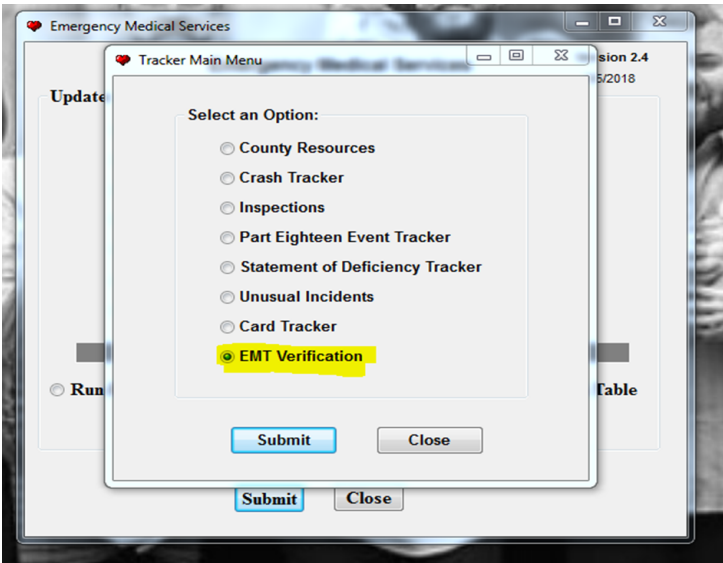 Emergency Medical Services
Tracker Main Menu
sion 2.4
/2018
Update
Select an Option:
County Resources
Crash Tracker
Inspections
Part Eighteen Event Tracker
Statement of Deficiency Tracker
Unusual Incidents
Card Tracker
EMT Verification
Run
Table
Submit Close
Submit Close